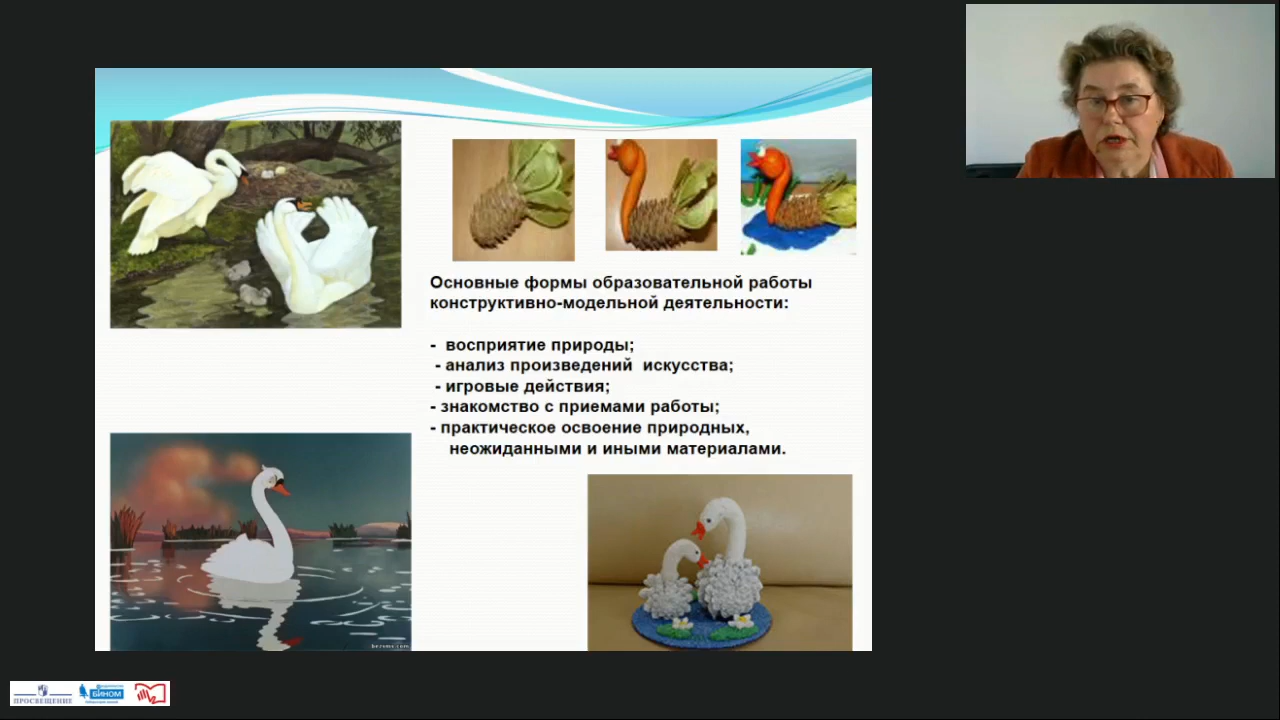 Основные формы образовательной работы
конструктивно-модельной деятельности:
- восприятие природы;
- анализ произведений искусства;
- игровые действия;
- знакомство с приемами работы;
- практическое освоение природных,
неожиданными и иными материалами.
ПРОСВЕЩЕНИЕ
БИНОМ